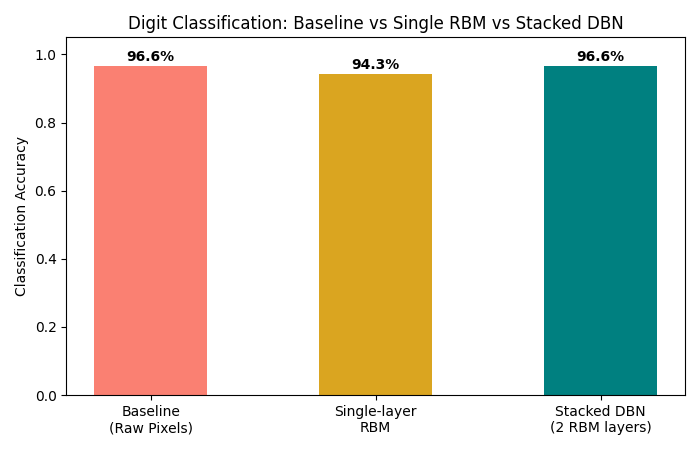 Digit Classification: Baseline vs Single RBM vs Stacked DBN
96.6%
94.3%
96.6%
Classification Accuracy
1.0
0.8
0.6
0.4
0.2
0.0
Baseline
(Raw Pixels)
Single-layer
RBM
Stacked DBN
(2 RBM layers)